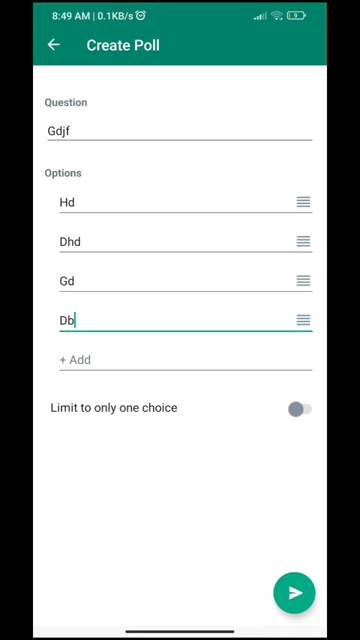 8:49 AM | 0.1KB/s
9
Create Poll
Question
Gdjf
Options
Hd
Dhd
Gd
Db
+ Add
Limit to only one choice